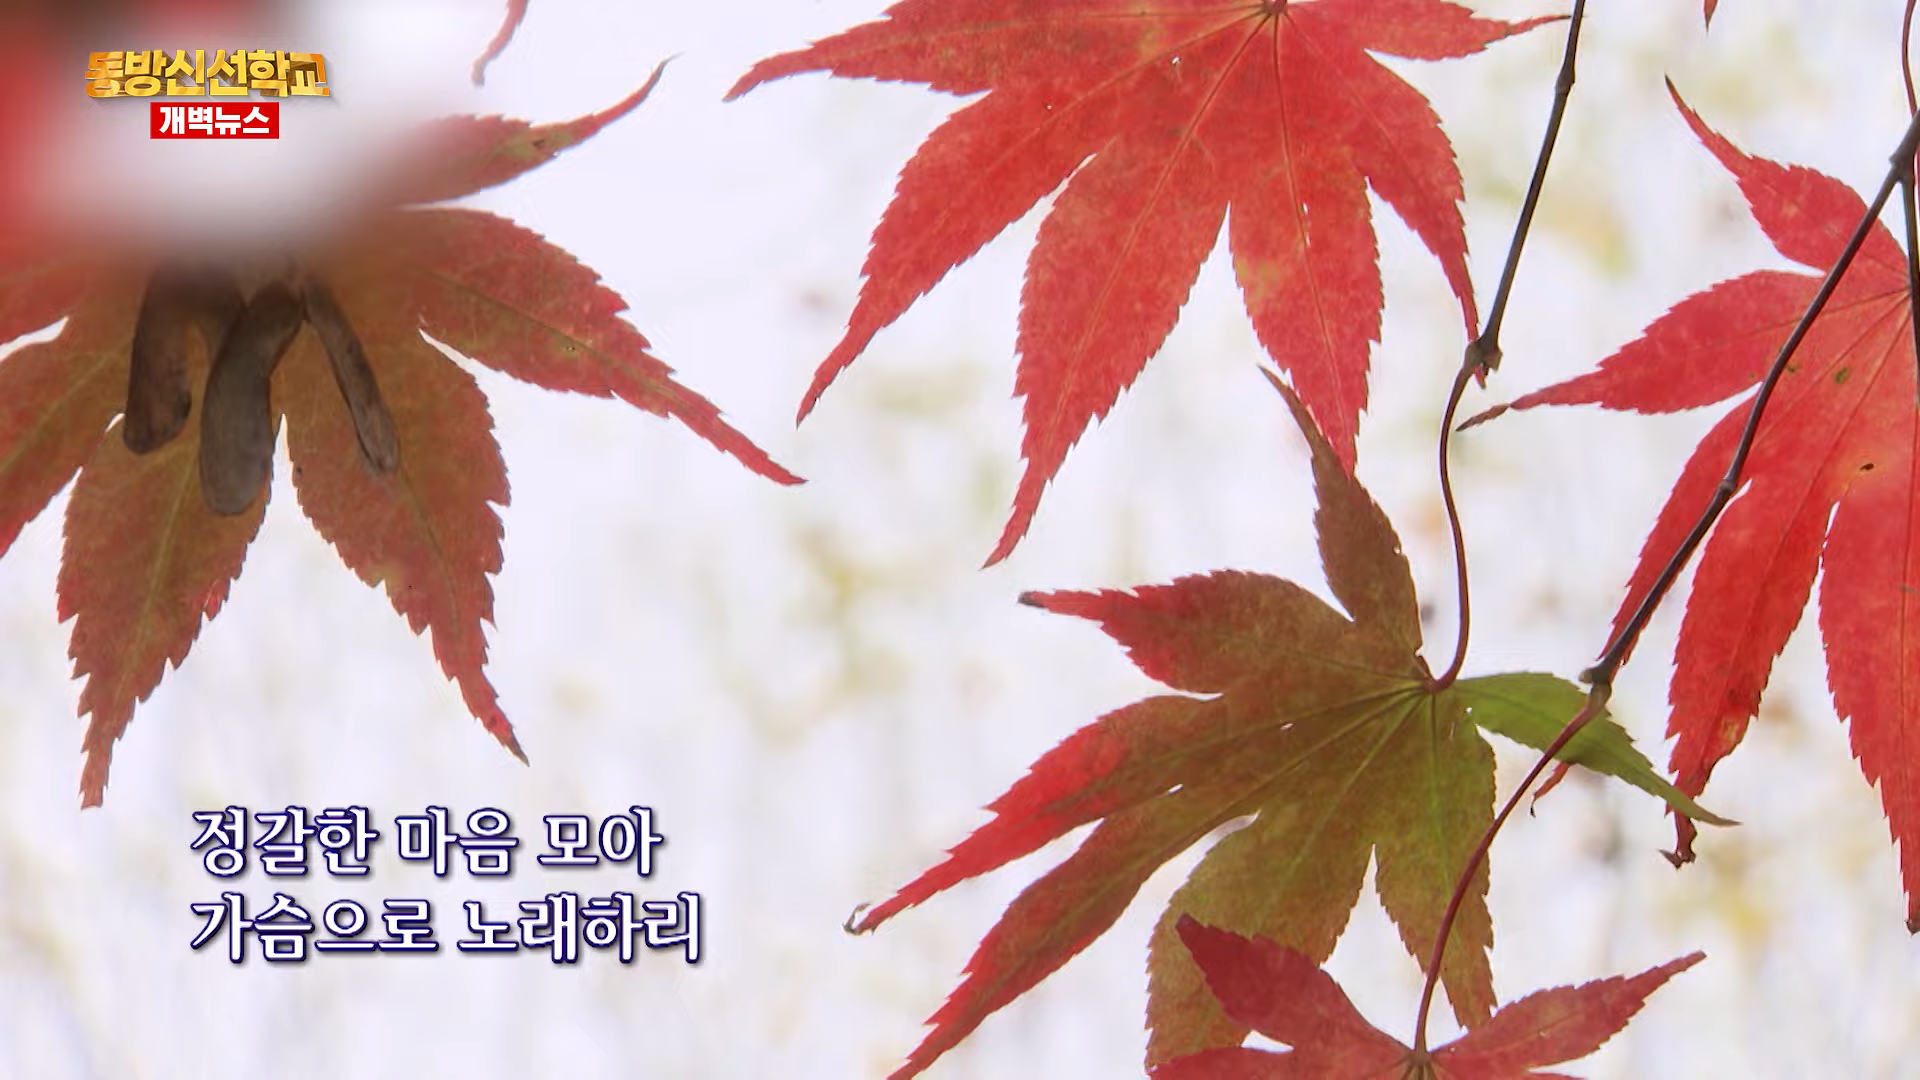 동방신선학교
개벽뉴스
정갈한 마음 모아
가슴으로 노래하리